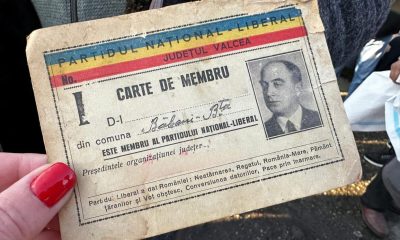 PARTIDUL NAȚIONAL-LIBERAL
JUDEȚUL VALCEA
No.
CARTE DE MEMBRU
D-l
din comuna
ESTE MEMBRU AL PARTIDULUI NAȚIONAL-LIBERAL
Președintele organizațiunei județene
Partidul Liberal a dat României: Neatârnarea, Regatul, România-Mare, Pământ
țăranilor și Vot obștesc, Conversiunea datoriilor, Pace prin înarmare.